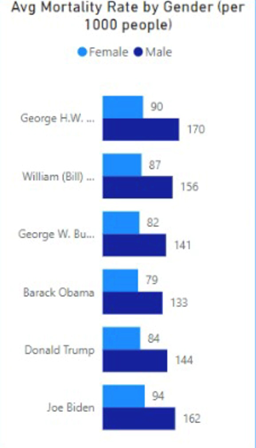 Avg Mortality Rate by Gender (per
1000 people)
Female Male
George H.W. ... 90
170
William (Bill) ... 87
156
George W. Bu... 82
141
Barack Obama 79
133
Donald Trump 84
144
Joe Biden 94
162